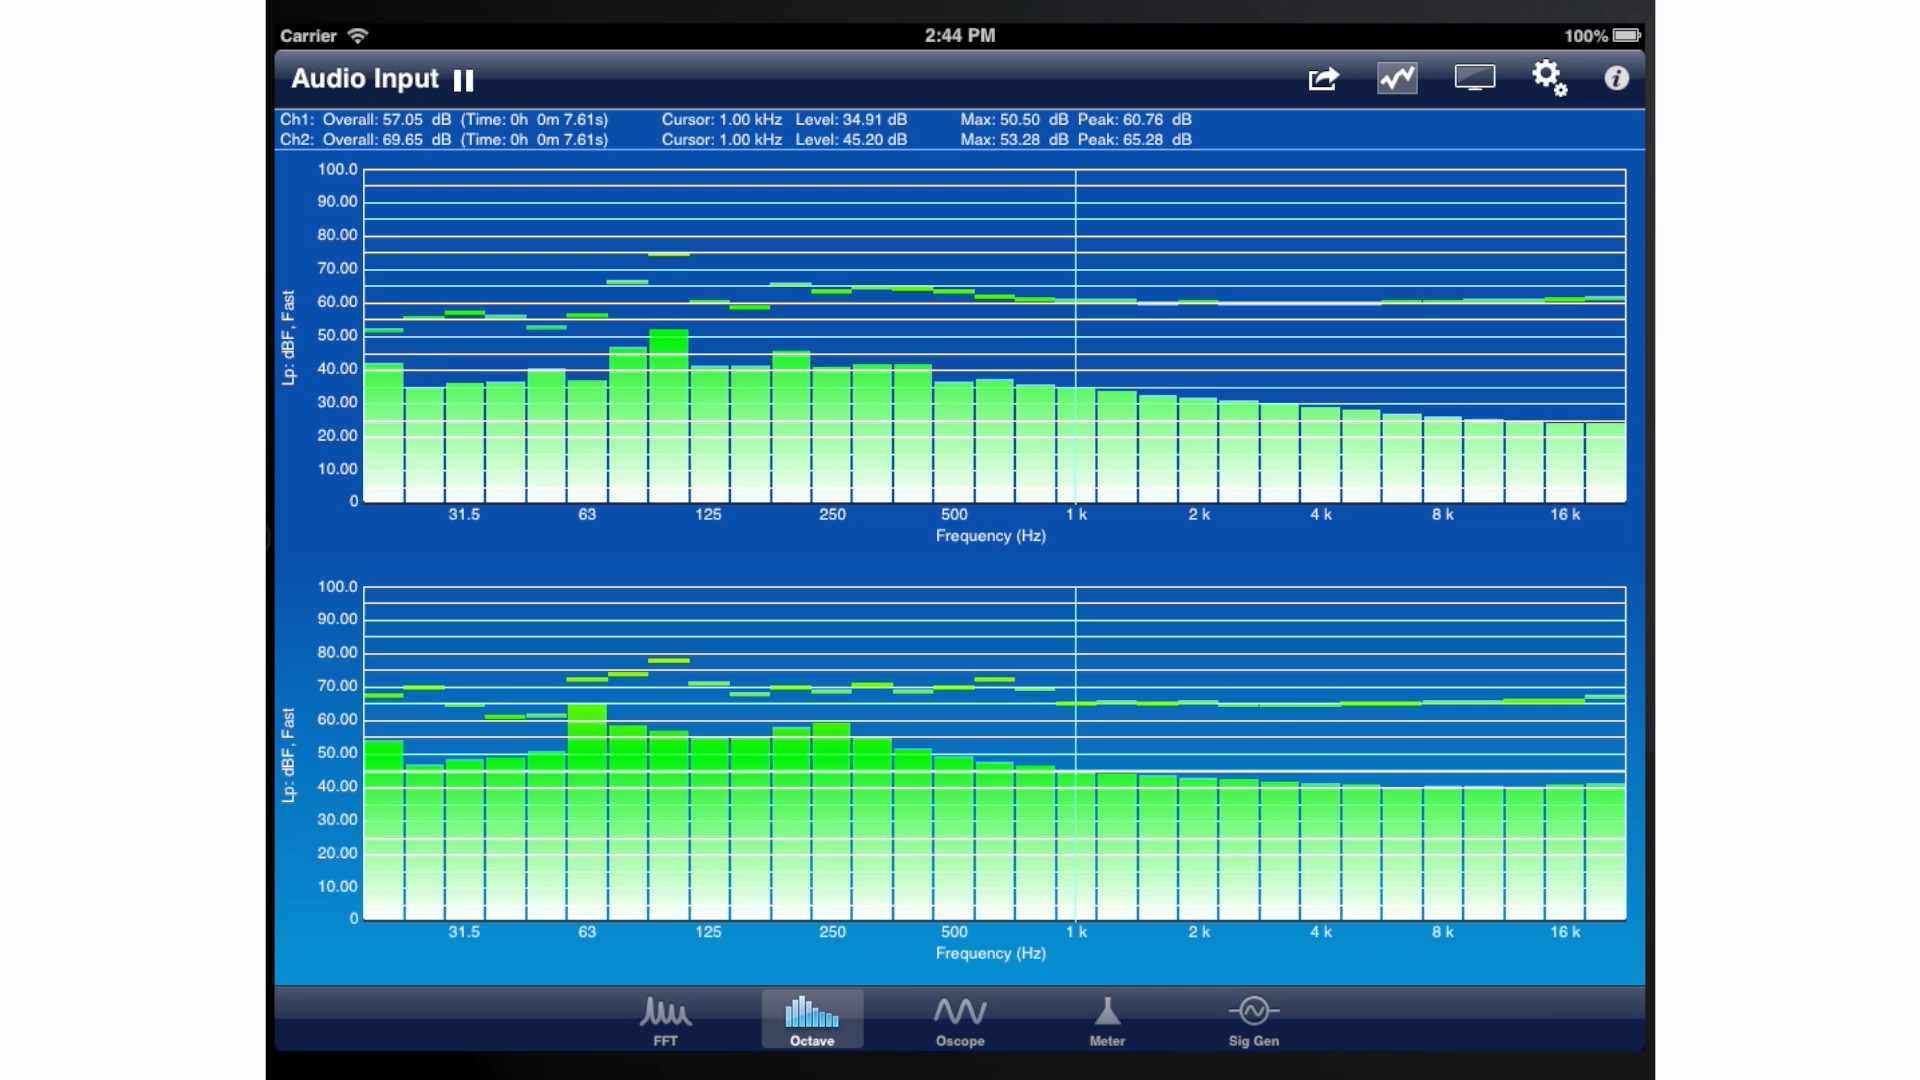 Carrier 2:44 PM 100%
Audio Input
Ch1: Overall: 57.05 dB (Time: 0h 0m 7.61s) Cursor: 1.00 kHz Level: 34.91 dB Max: 50.50 dB Peak: 60.76 dB
Ch2: Overall: 69.65 dB (Time: 0h 0m 7.61s) Cursor: 1.00 kHz Level: 45.20 dB Max: 53.28 dB Peak: 65.28 dB
100.0
90.00
80.00
70.00
60.00
50.00
40.00
30.00
20.00
10.00
0
Lp: dBF, Fast
31.5 63 125 250 500 1 k 2 k 4 k 8 k 16 k
Frequency (Hz)
100.0
90.00
80.00
70.00
60.00
50.00
40.00
30.00
20.00
10.00
0
Lp: dBF, Fast
31.5 63 125 250 500 1 k 2 k 4 k 8 k 16 k
Frequency (Hz)
FFT Octave Oscope Meter Sig Gen